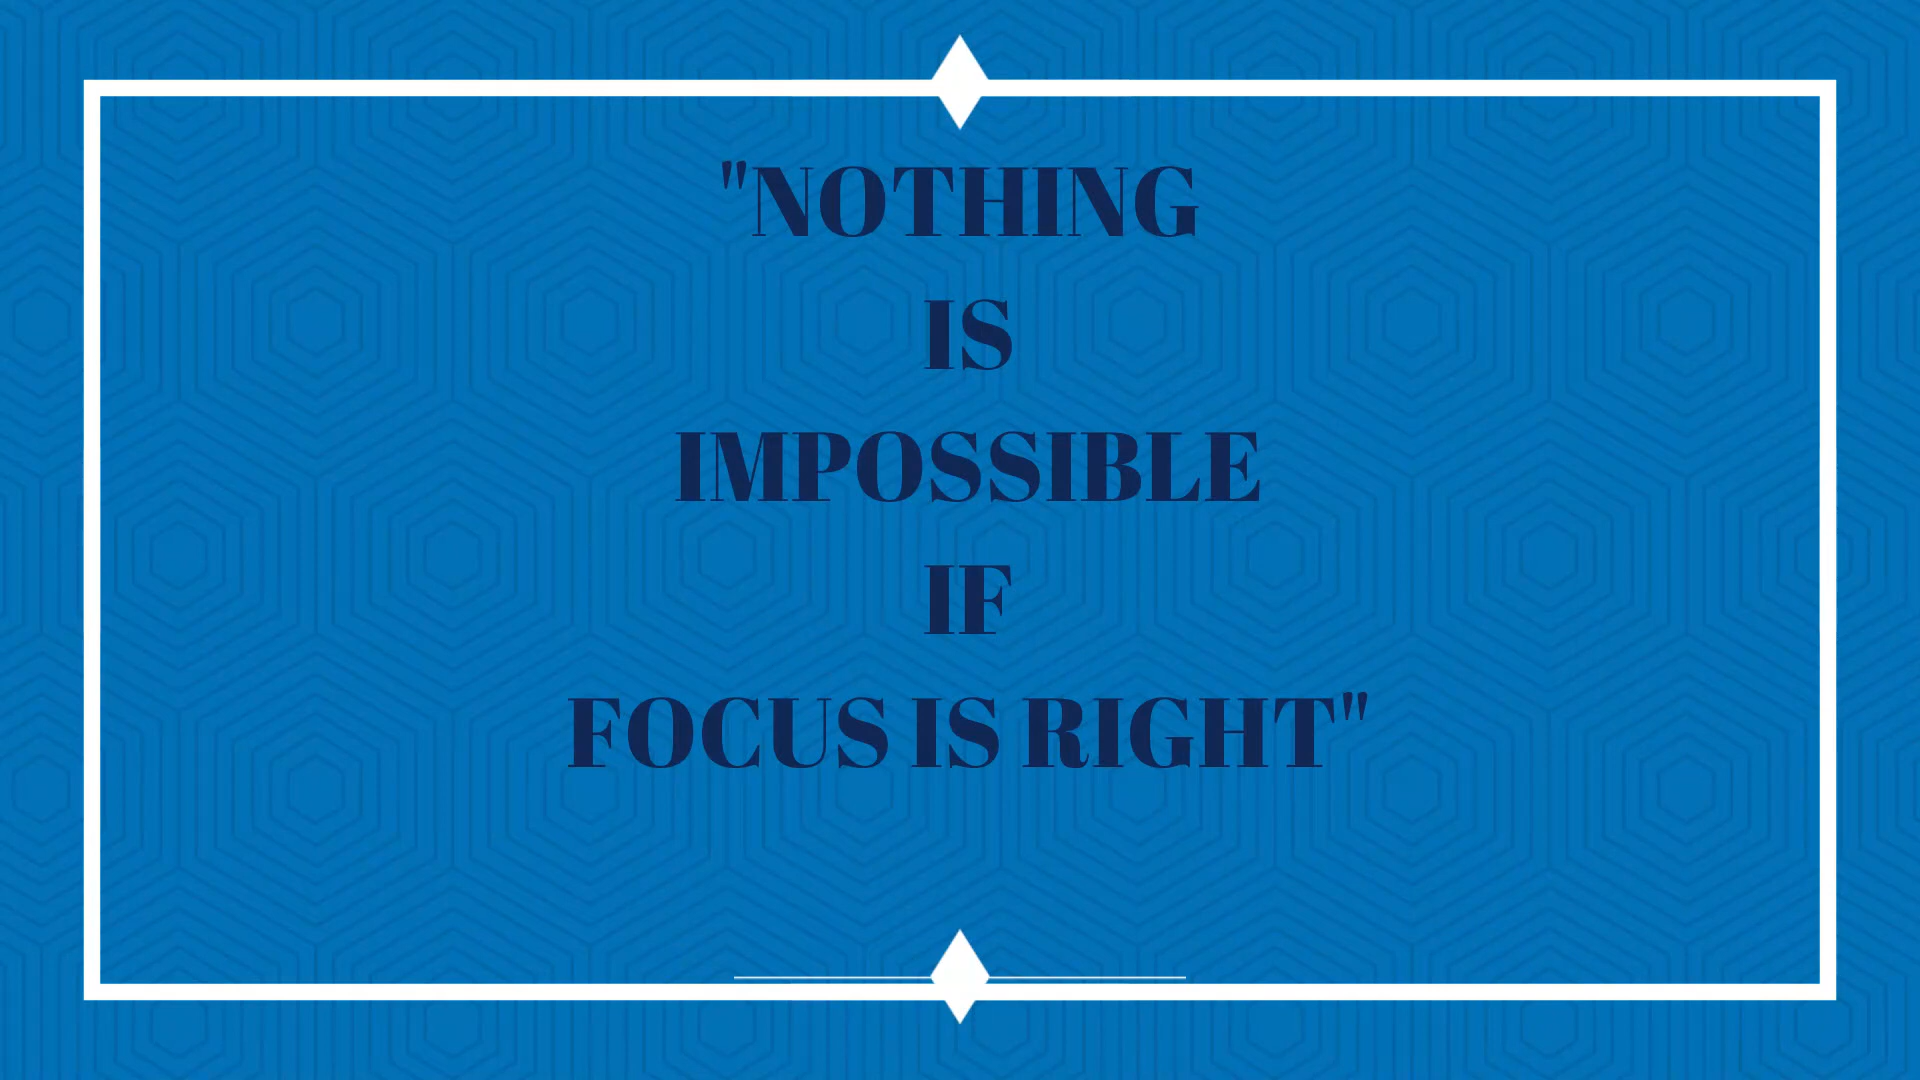 "NOTHING
IS
IMPOSSIBLE
IF
FOCUS IS RIGHT"